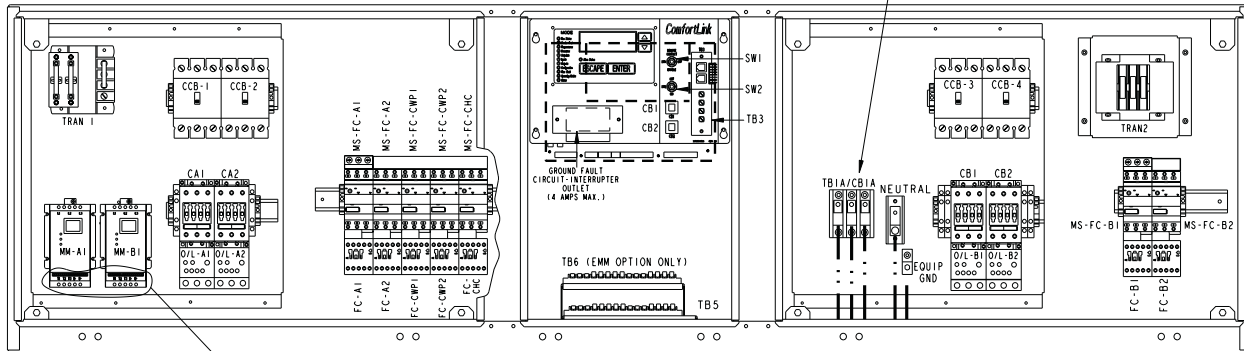 TRAN 1
CCB-1
CCB-2
CA1
CA2
MM-A1
MM-B1
O/L-A1
O/L-A2
MS-FC-A1
MS-FC-A2
MS-FC-CWP1
MS-FC-CWP2
MS-FC-CHC
FC-A1
FC-A2
FC-CWP1
FC-CWP2
FC-
CHC
MODE
ESCAPE
ENTER
ComfortLink
SW1
SW2
CB1
CB2
TB3
GROUND FAULT
CIRCUIT-INTERRUPTER
OUTLET
(4 AMPS MAX.)
TB6 (EMM OPTION ONLY)
TB5
TB1A/CB1A
NEUTRAL
EQUIP
GND
CCB-3
CCB-4
CB1
CB2
O/L-B1
O/L-B2
TRAN2
MS-FC-B1
MS-FC-B2
FC-B1
FC-B2